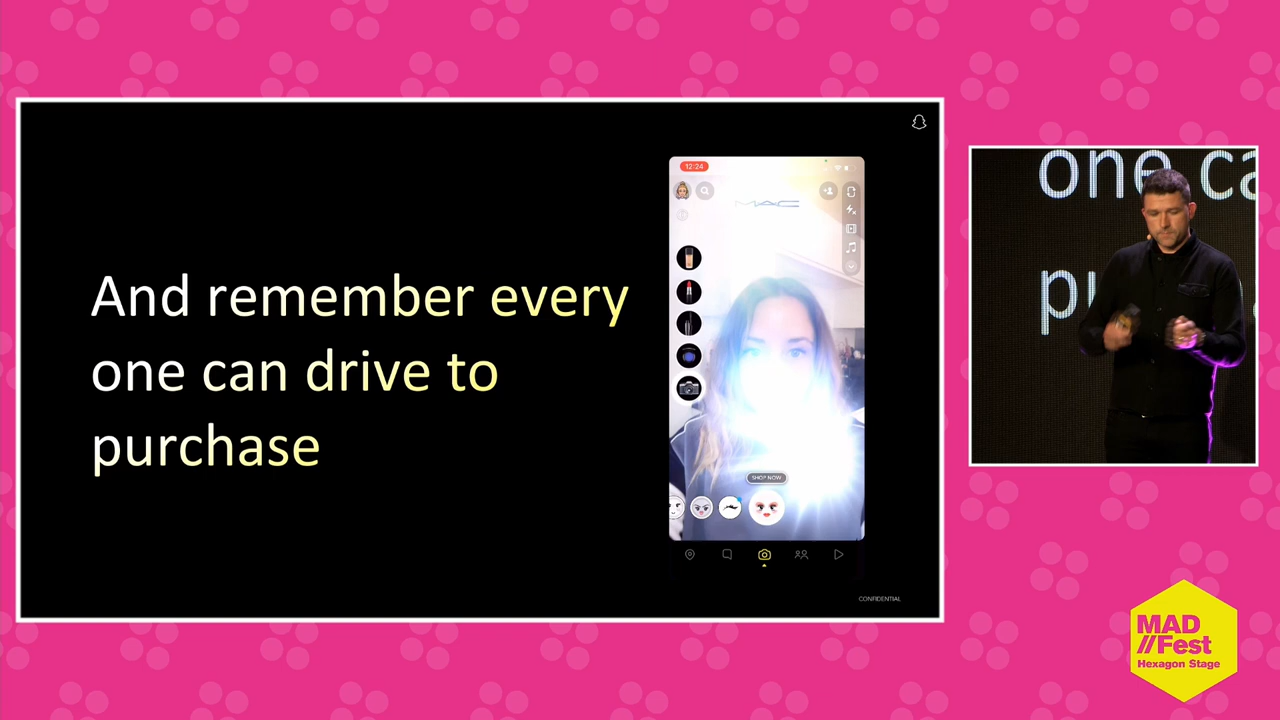 And remember every
one can drive to
purchase
12:24
MAC
SHOP NOW
CONFIDENTIAL
one ca
pu
MAD
//Fest
Hexagon Stage